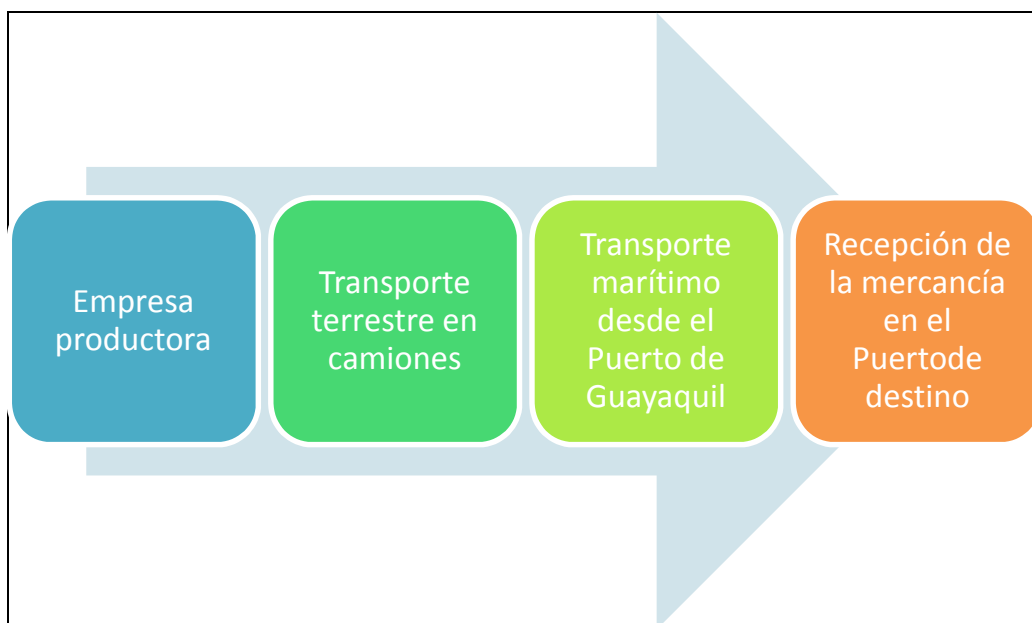 Empresa
productora
Transporte
terrestre en
camiones
Transporte
marítimo
desde el
Puerto de
Guayaquil
Recepción de
la mercancía
en el
Puertode
destino